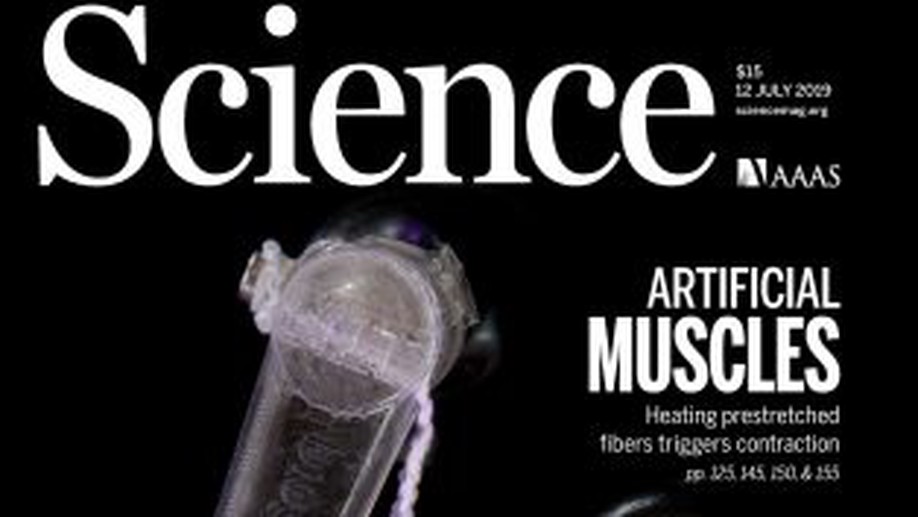 Science
$15
12 JULY 2019
sciencemag.org
AAAS
ARTIFICIAL
MUSCLES
Heating prestretched
fibers triggers contraction
pp. 125, 145, 150, & 155